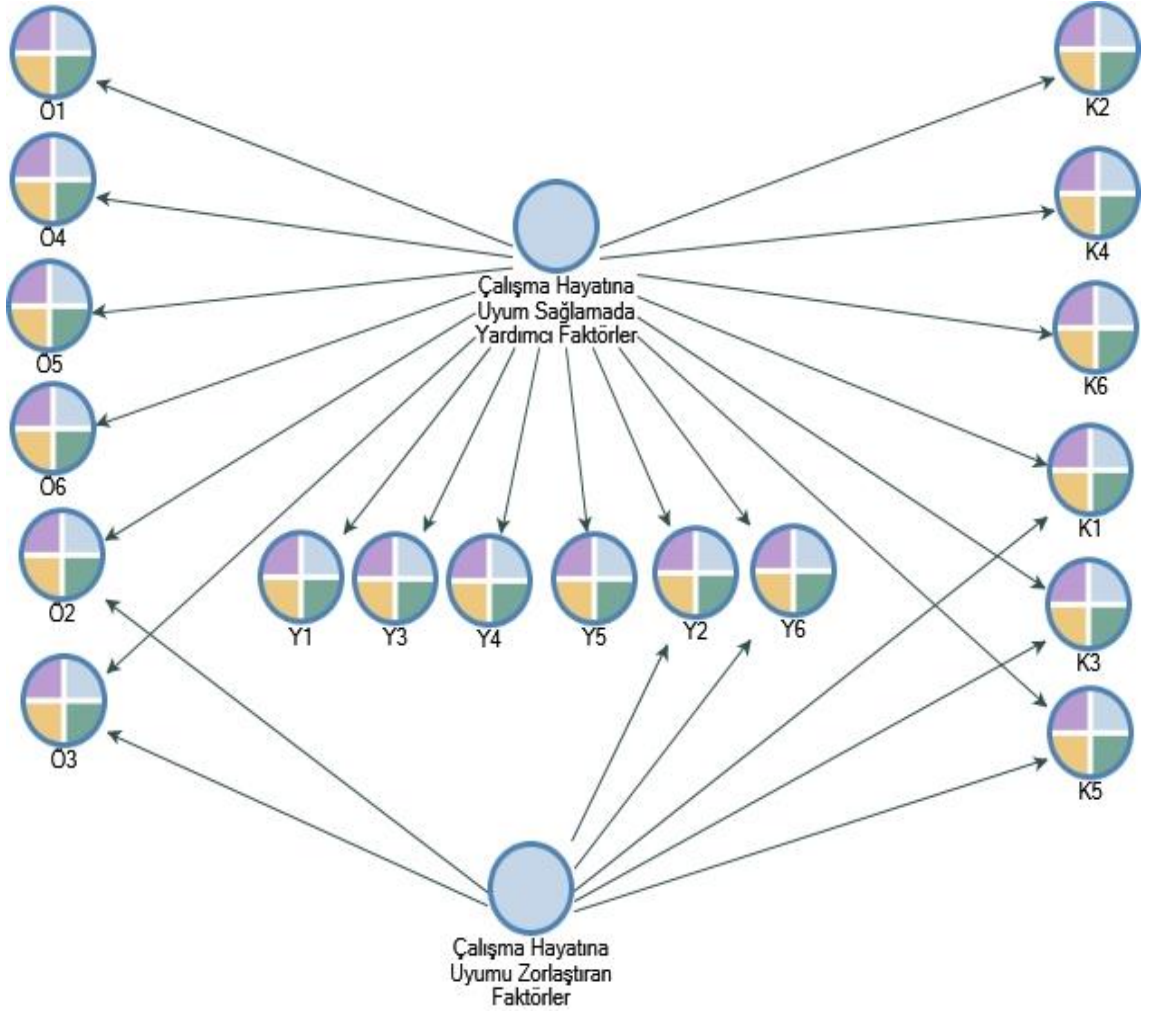 Ö1
Ö4
Ö5
Ö6
Ö2
Ö3
Çalışma Hayatına
Uyum Sağlamada
Yardımcı Faktörler
Y1
Y3
Y4
Y5
Y2
Y6
K2
K4
K6
K1
K3
K5
Çalışma Hayatına
Uyumu Zorlaştıran
Faktörler